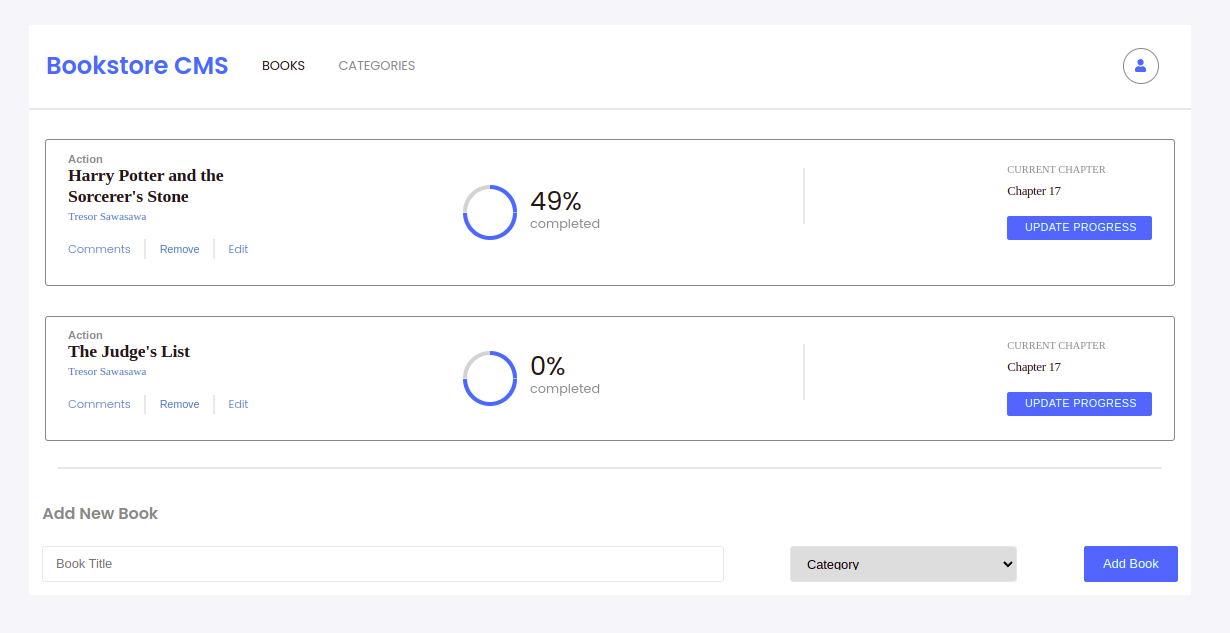 Bookstore CMS BOOKS CATEGORIES
Action
Harry Potter and the
Sorcerer's Stone
Tresor Sawasawa
Comments Remove Edit
49%
completed
CURRENT CHAPTER
Chapter 17
UPDATE PROGRESS
Action
The Judge's List
Tresor Sawasawa
Comments Remove Edit
0%
completed
CURRENT CHAPTER
Chapter 17
UPDATE PROGRESS
Add New Book
Book Title Category Add Book